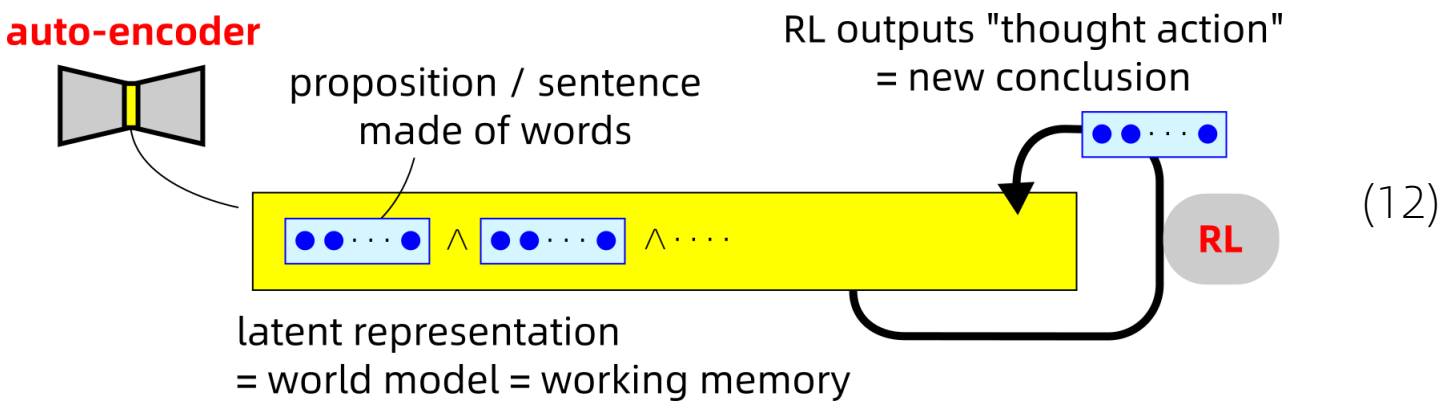 auto-encoder
proposition / sentence
made of words
RL outputs "thought action"
= new conclusion
· · ·
· · · ∧ · · · ∧ · · · ·
RL
(12)
latent representation
= world model = working memory